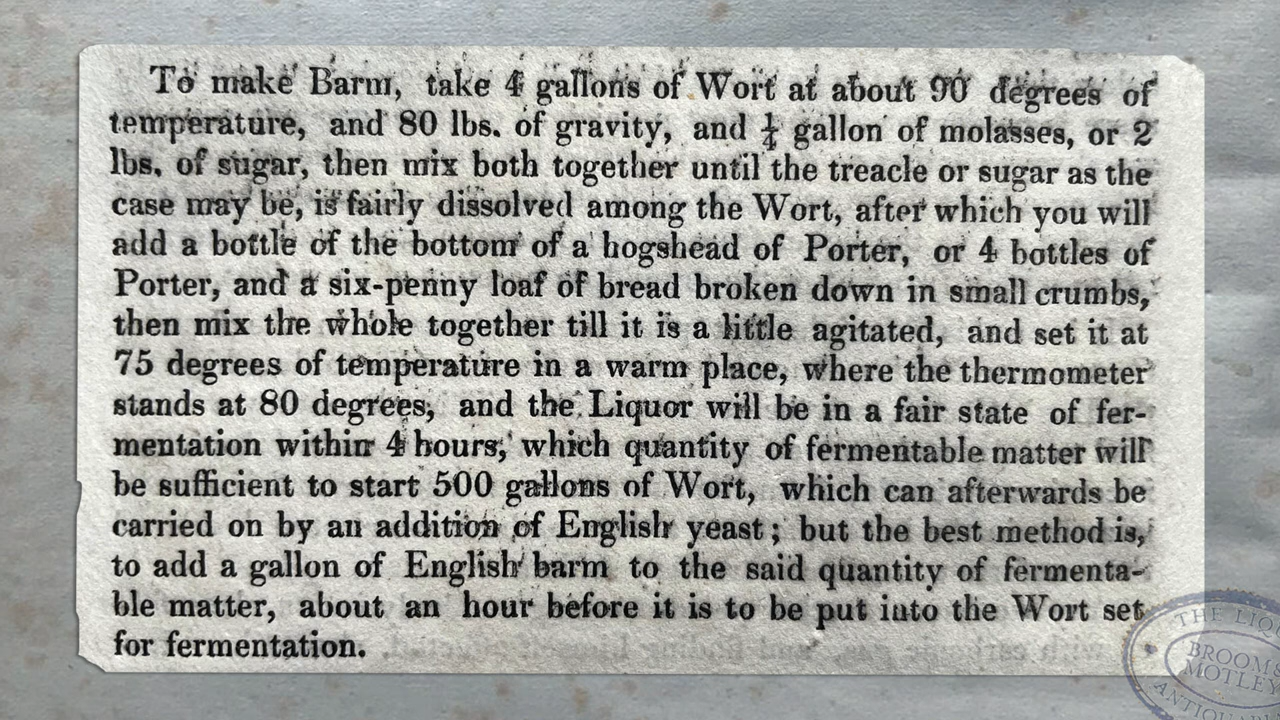 To make Barm, take 4 gallons of Wort at about 90 degrees of
temperature, and 80 lbs. of gravity, and ¼ gallon of molasses, or 2
lbs. of sugar, then mix both together until the treacle or sugar as the
case may be, is fairly dissolved among the Wort, after which you will
add a bottle of the bottom of a hogshead of Porter, or 4 bottles of
Porter, and a six-penny loaf of bread broken down in small crumbs,
then mix the whole together till it is a little agitated, and set it at
75 degrees of temperature in a warm place, where the thermometer
stands at 80 degrees, and the Liquor will be in a fair state of fer-
mentation within 4 hours, which quantity of fermentable matter will
be sufficient to start 500 gallons of Wort, which can afterwards be
carried on by an addition of English yeast; but the best method is,
to add a gallon of English barm to the said quantity of fermenta-
ble matter, about an hour before it is to be put into the Wort set
for fermentation.
THE
MOTLEY